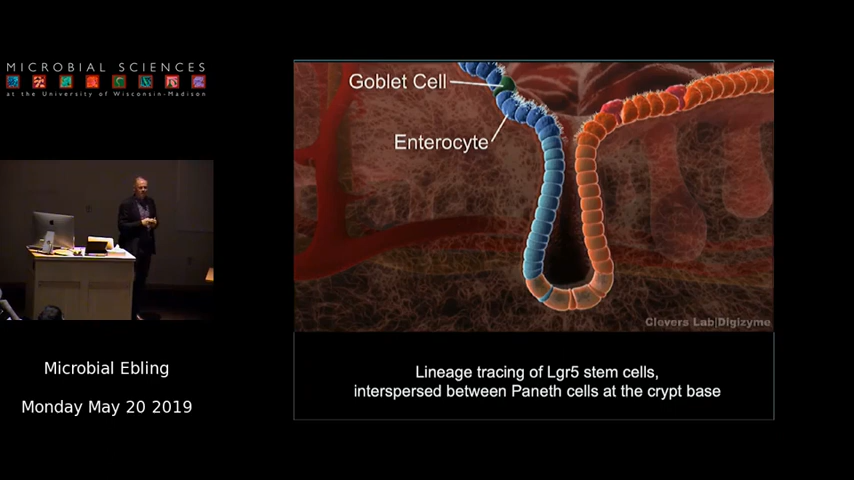 MICROBIAL SCIENCES
at the University of Wisconsin-Madison
Microbial Ebling
Monday May 20 2019
Goblet Cell
Enterocyte
Clevers Lab|Digizyme
Lineage tracing of Lgr5 stem cells,
interspersed between Paneth cells at the crypt base